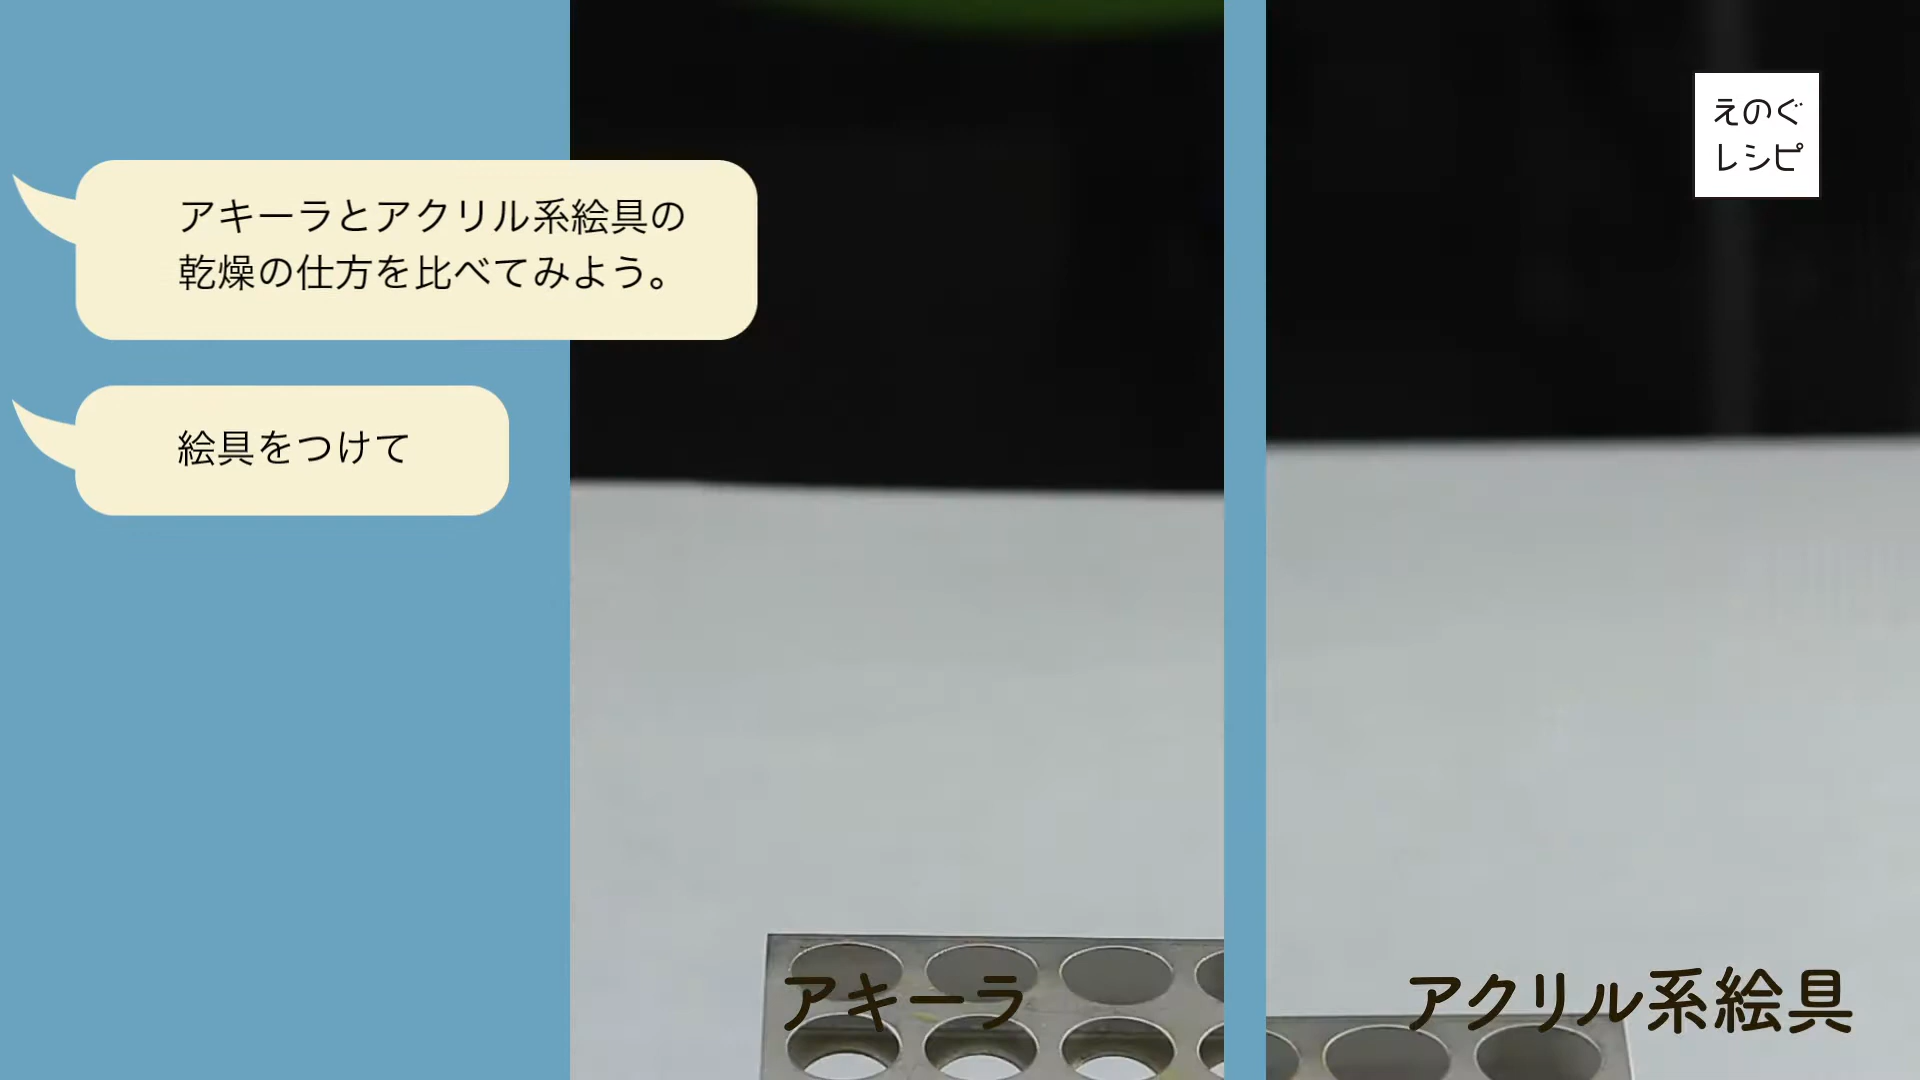 アキーラとアクリル系絵具の
乾燥の仕方を比べてみよう。
絵具をつけて
えのぐ
レシピ
アキーラ
アクリル系絵具